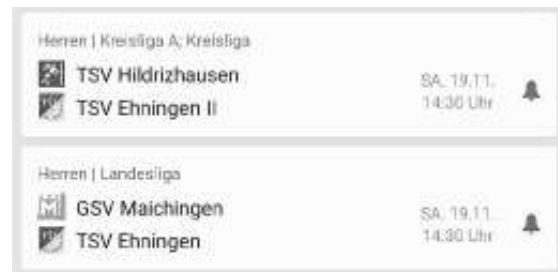 Herren | Kreisliga A; Kreisliga
TSV Hildrizhausen
TSV Ehningen II
SA, 19.11.
14:30 Uhr
Herren | Landesliga
GSV Maichingen
TSV Ehningen
SA, 19.11.
14:30 Uhr